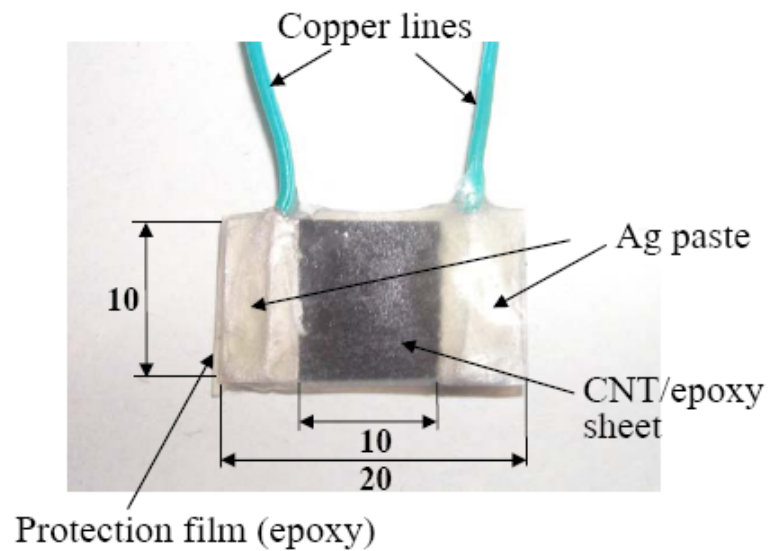 Copper lines
Ag paste
10
CNT/epoxy
sheet
10
20
Protection film (epoxy)